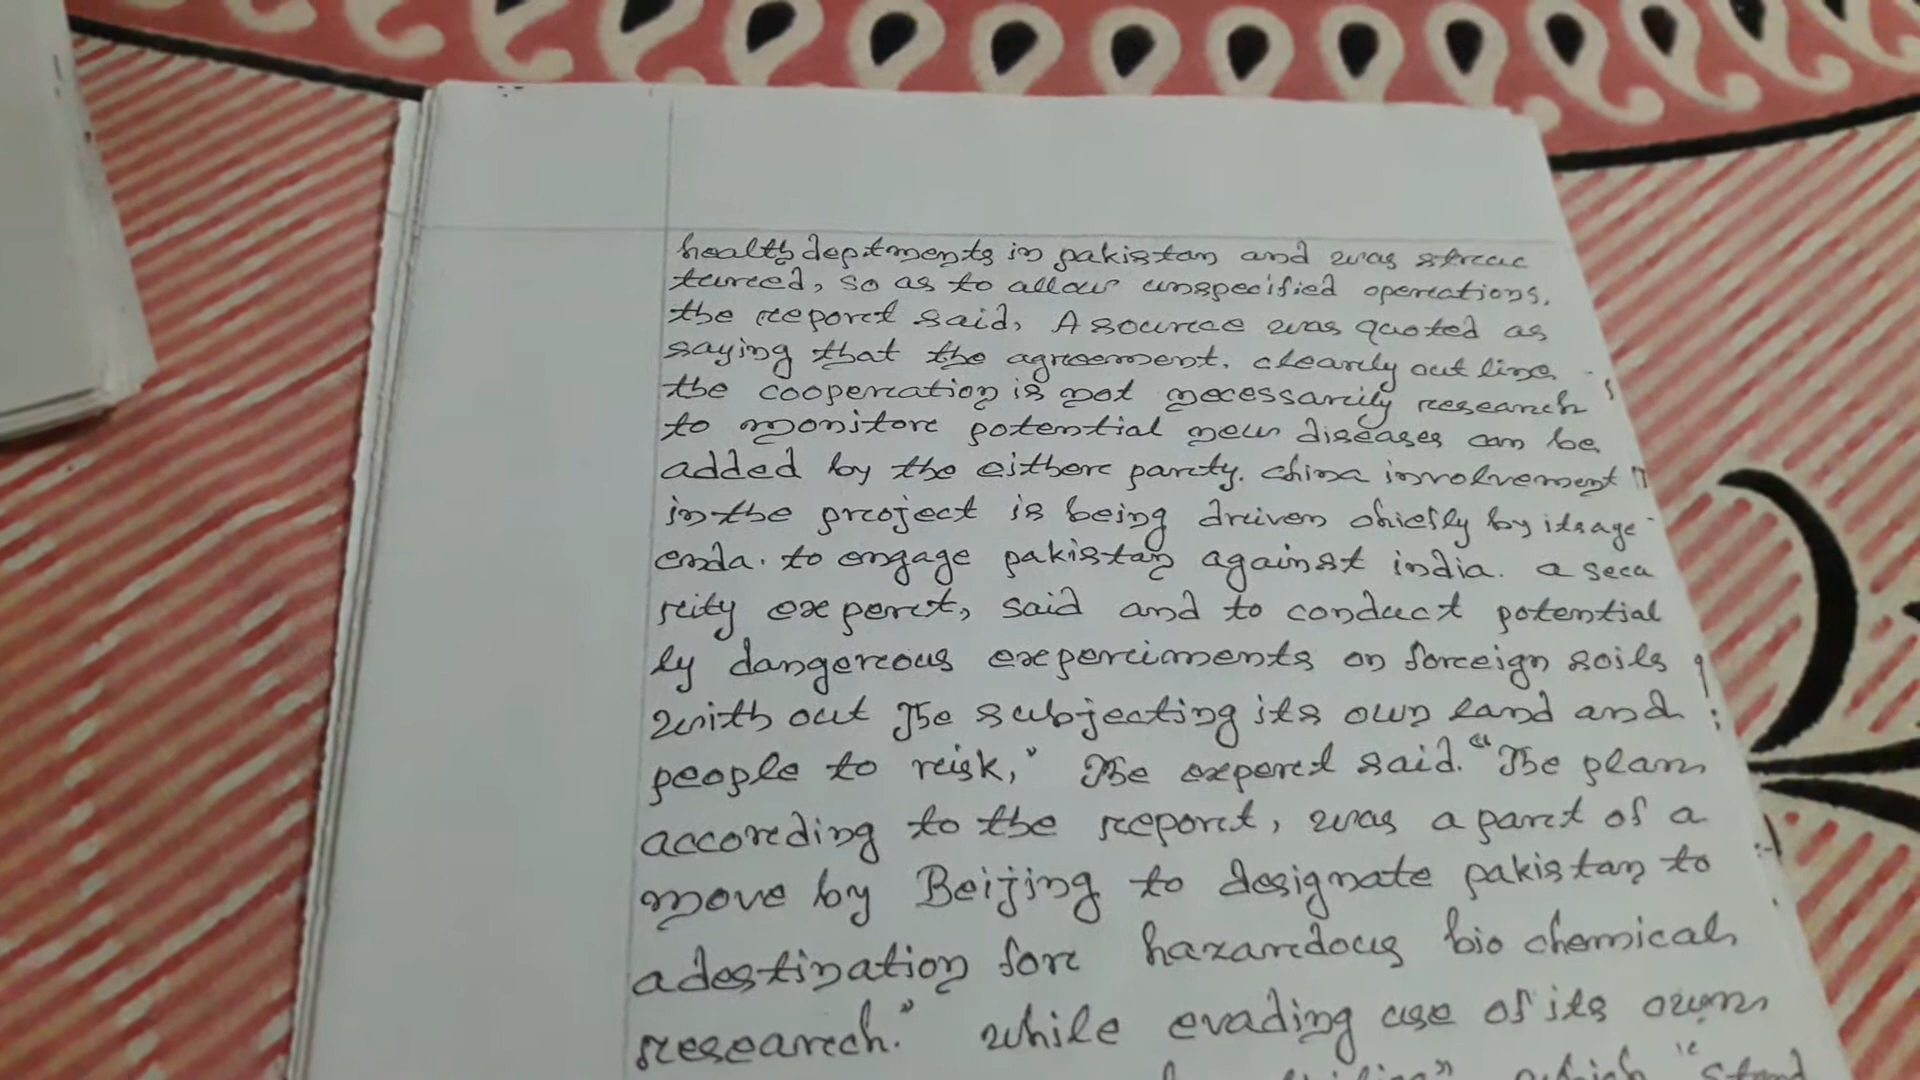 health deptments in pakistan and was struc
tured, so as to allow unspecified operations.
the report said, A source was quoted as
saying that the agreement. clearly out line
the cooperation is not necessarily research
to monitor potential new diseases can be
added by the either party. china involvement
in the project is being driven chiefly by its age
enda. to engage pakistan against india. a secu
rity expert, said and to conduct potential
ly dangerous experiments on foreign soils
with out The subjecting its own land and
people to risk," The expert said. "The plan
according to the report, was a part of a
move by Beijing to designate pakistan to
a destination for hazardous bio chemical
research." while evading use of its own
which "stand